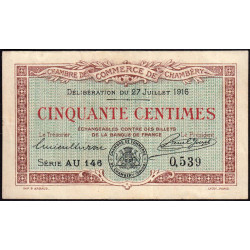 CHAMBRE DE COMMERCE DE CHAMBÉRY
DÉLIBÉRATION DU 27 JUILLET 1916
CINQUANTE CENTIMES
ÉCHANGEABLES CONTRE DES BILLETS
DE LA BANQUE DE FRANCE
Le Trésorier, Le Président,
SÉRIE AU 146 0,539